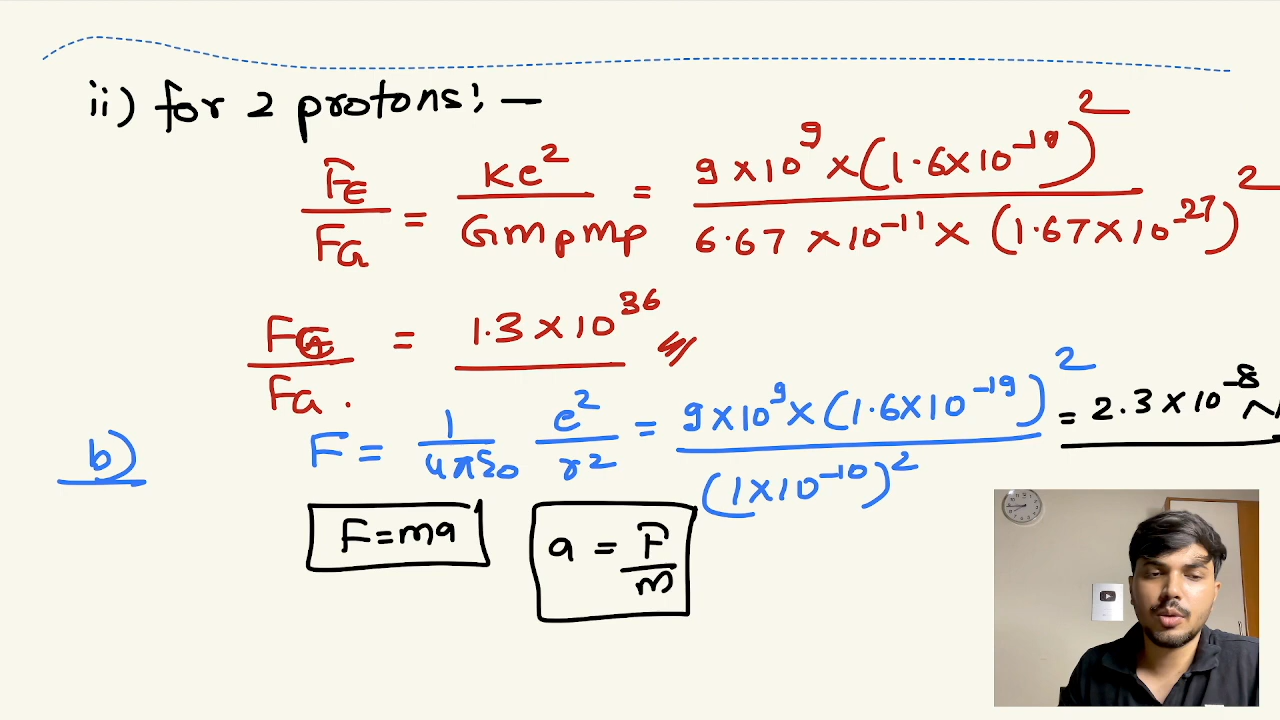 ii) for 2 protons:-
FE/FG = Ke²/Gmpmp = 9×10⁹×(1.6×10⁻¹⁹)²/6.67×10⁻¹¹×(1.67×10⁻²⁷)²
FE/FG. = 1.3×10³⁶
b) F = 1/4πε₀ e²/r² = 9×10⁹×(1.6×10⁻¹⁹)²/(1×10⁻¹⁰)² = 2.3×10⁻⁸ N
F=ma a = F/m